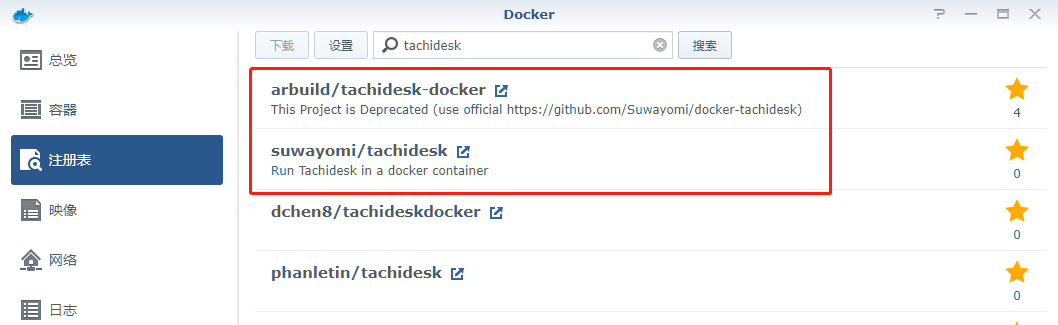 Docker
总览
容器
注册表
映像
网络
日志
下载 设置 tachidesk 搜索
arbuild/tachidesk-docker
This Project is Deprecated (use official https://github.com/Suwayomi/docker-tachidesk)
4
suwayomi/tachidesk
Run Tachidesk in a docker container
0
dchen8/tachideskdocker
0
phanletin/tachidesk
0